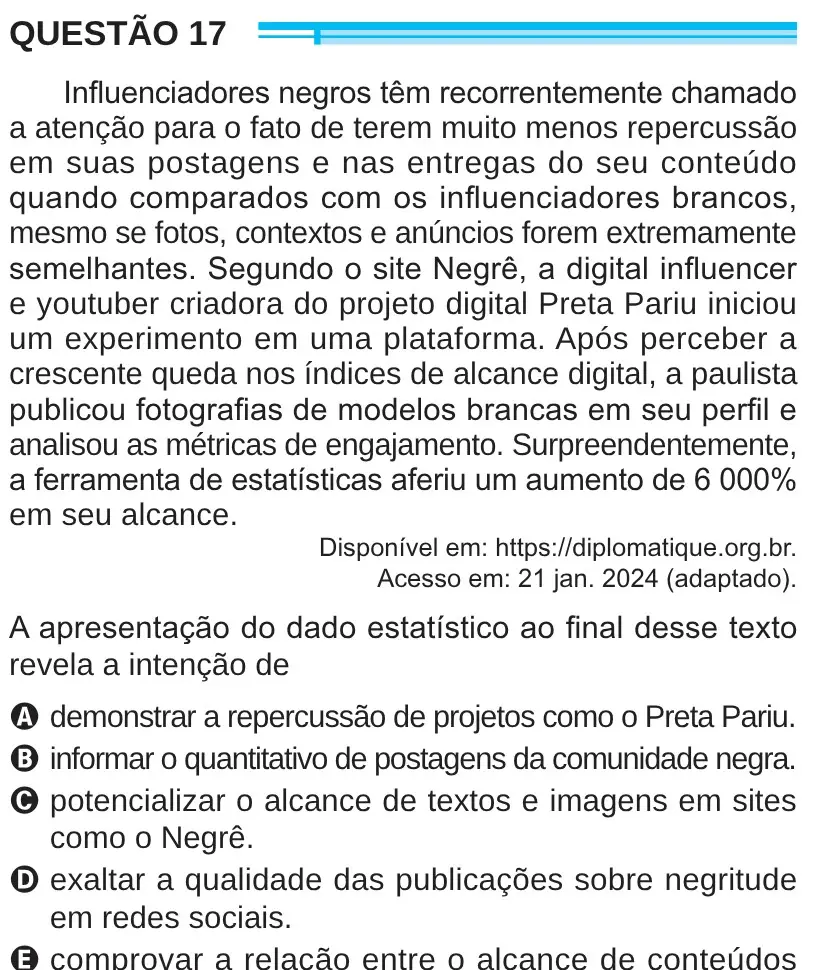 QUESTÃO 17
Influenciadores negros têm recorrentemente chamado
a atenção para o fato de terem muito menos repercussão
em suas postagens e nas entregas do seu conteúdo
quando comparados com os influenciadores brancos,
mesmo se fotos, contextos e anúncios forem extremamente
semelhantes. Segundo o site Negrê, a digital influencer
e youtuber criadora do projeto digital Preta Pariu iniciou
um experimento em uma plataforma. Após perceber a
crescente queda nos índices de alcance digital, a paulista
publicou fotografias de modelos brancas em seu perfil e
analisou as métricas de engajamento. Surpreendentemente,
a ferramenta de estatísticas aferiu um aumento de 6 000%
em seu alcance.
Disponível em: https://diplomatique.org.br.
Acesso em: 21 jan. 2024 (adaptado).
A apresentação do dado estatístico ao final desse texto
revela a intenção de
A demonstrar a repercussão de projetos como o Preta Pariu.
B informar o quantitativo de postagens da comunidade negra.
C potencializar o alcance de textos e imagens em sites
como o Negrê.
D exaltar a qualidade das publicações sobre negritude
em redes sociais.
E comprovar a relação entre o alcance de conteúdos